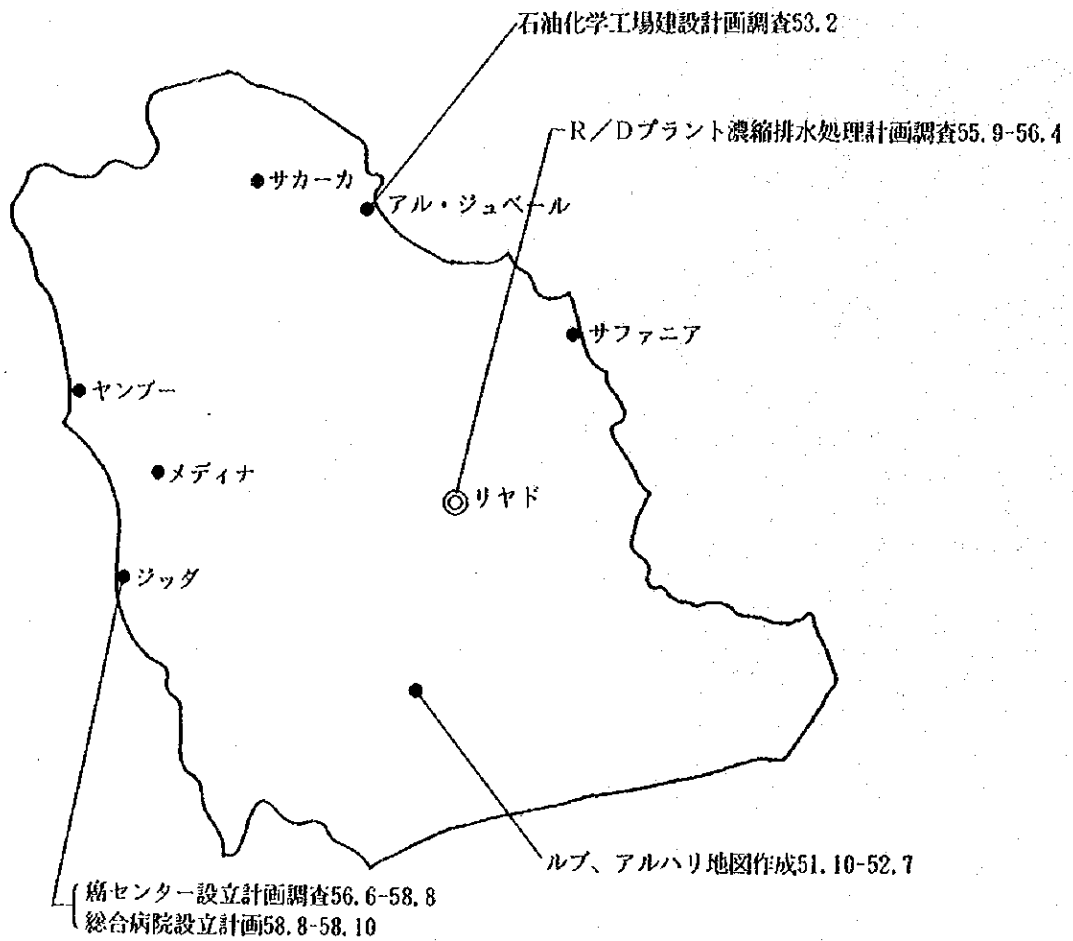 石油化学工場建設計画調査53.2
R/Dプラント濃縮排水処理計画調査55.9-56.4
サカーカ
アル・ジュベール
サファニア
ヤンブー
メディナ
リヤド
ジッダ
ルブ、アルハリ地図作成51.10-52.7
癌センター設立計画調査56.6-58.8
総合病院設立計画58.8-58.10